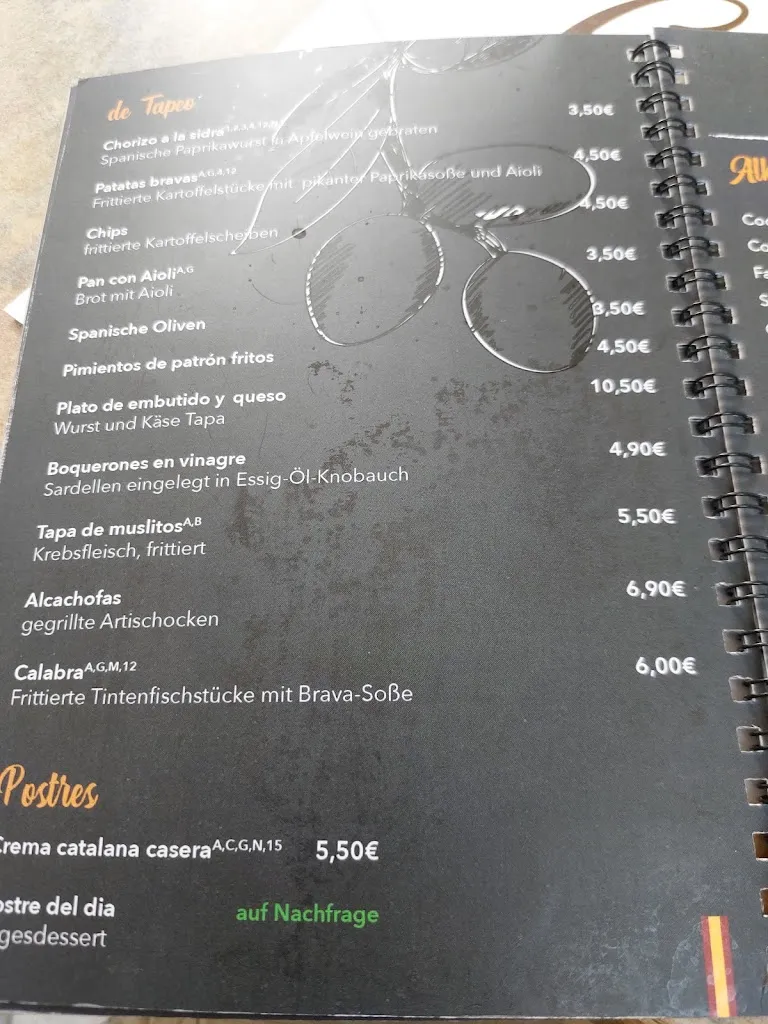 de Tapeo
Chorizo a la sidra 3,50€
Spanische Paprikawurst in Apfelwein gebraten
Patatas bravas A,G,4,12 4,50€
Frittierte Kartoffelstücke mit pikanter Paprikasoße und Aioli
Chips 4,50€
frittierte Kartoffelscheiben
Pan con Aioli A,G 3,50€
Brot mit Aioli
Spanische Oliven 3,50€
Pimientos de patrón fritos 4,50€
Plato de embutido y queso 10,50€
Wurst und Käse Tapa
Boquerones en vinagre 4,90€
Sardellen eingelegt in Essig-Öl-Knobauch
Tapa de muslitos A,B 5,50€
Krebsfleisch, frittiert
Alcachofas 6,90€
gegrillte Artischocken
Calabra A,G,M,12 6,00€
Frittierte Tintenfischstücke mit Brava-Soße
Postres
Crema catalana casera A,C,G,N,15 5,50€
ostre del dia auf Nachfrage
gesdessert